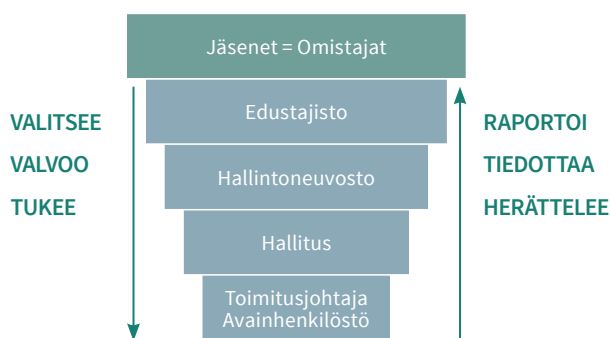 Jäsenet = Omistajat
Edustajisto
Hallintoneuvosto
Hallitus
Toimitusjohtaja
Avainhenkilöstö
VALITSEE
VALVOO
TUKEE
RAPORTOI
TIEDOTTAA
HERÄTTELEE